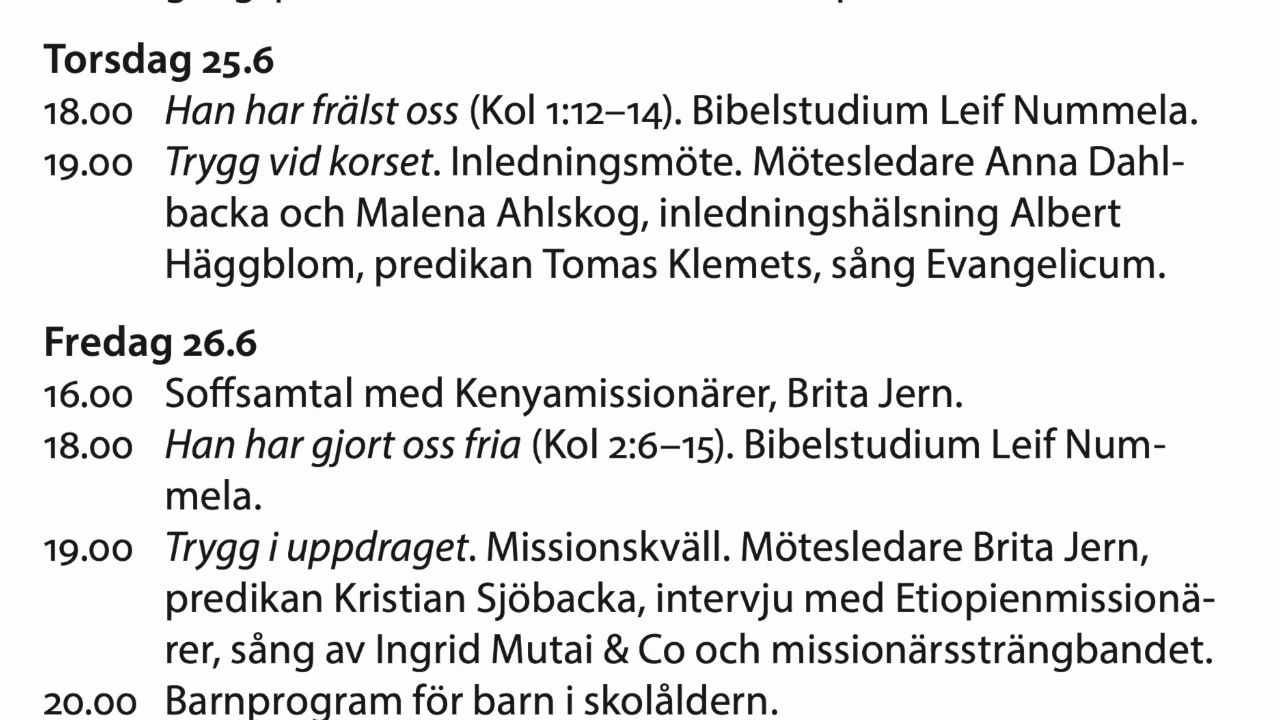 Torsdag 25.6
18.00 Han har frälst oss (Kol 1:12–14). Bibelstudium Leif Nummela.
19.00 Trygg vid korset. Inledningsmöte. Mötesledare Anna Dahl-
backa och Malena Ahlskog, inledningshälsning Albert
Häggblom, predikan Tomas Klemets, sång Evangelicum.
Fredag 26.6
16.00 Soffsamtal med Kenyamissionärer, Brita Jern.
18.00 Han har gjort oss fria (Kol 2:6–15). Bibelstudium Leif Num-
mela.
19.00 Trygg i uppdraget. Missionskväll. Mötesledare Brita Jern,
predikan Kristian Sjöbacka, intervju med Etiopienmissionä-
rer, sång av Ingrid Mutai & Co och missionärssträngbandet.
20.00 Barnprogram för barn i skolåldern.